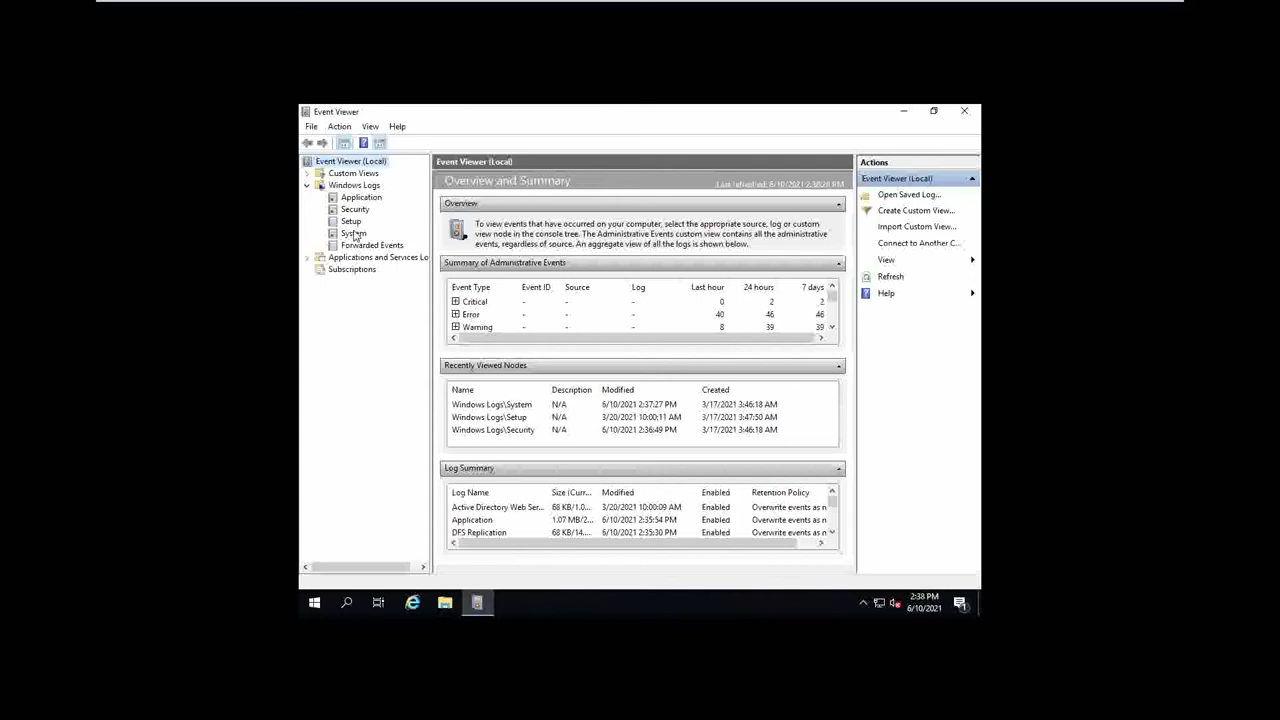 Event Viewer
File Action View Help
Event Viewer (Local)
Custom Views
Windows Logs
Application
Security
Setup
System
Forwarded Events
Applications and Services Lo
Subscriptions
Event Viewer (Local)
Overview and Summary Last refreshed: 6/10/2021 2:38:20 PM
Overview
To view events that have occurred on your computer, select the appropriate source, log or custom
view node in the console tree. The Administrative Events custom view contains all the administrative
events, regardless of source. An aggregate view of all the logs is shown below.
Summary of Administrative Events
Event Type Event ID Source Log Last hour 24 hours 7 days
Critical - - - 0 2 2
Error - - - 40 46 46
Warning - - - 8 39 39
Recently Viewed Nodes
Name Description Modified Created
Windows Logs\System N/A 6/10/2021 2:37:27 PM 3/17/2021 3:46:18 AM
Windows Logs\Setup N/A 3/20/2021 10:00:11 AM 3/17/2021 3:47:50 AM
Windows Logs\Security N/A 6/10/2021 2:36:49 PM 3/17/2021 3:46:18 AM
Log Summary
Log Name Size (Curr... Modified Enabled Retention Policy
Active Directory Web Ser... 68 KB/1.0... 3/20/2021 10:00:09 AM Enabled Overwrite events as n
Application 1.07 MB/2... 6/10/2021 2:35:54 PM Enabled Overwrite events as n
DFS Replication 68 KB/14.... 6/10/2021 2:35:30 PM Enabled Overwrite events as n
Actions
Event Viewer (Local)
Open Saved Log...
Create Custom View...
Import Custom View...
Connect to Another C...
View
Refresh
Help
2:38 PM
6/10/2021